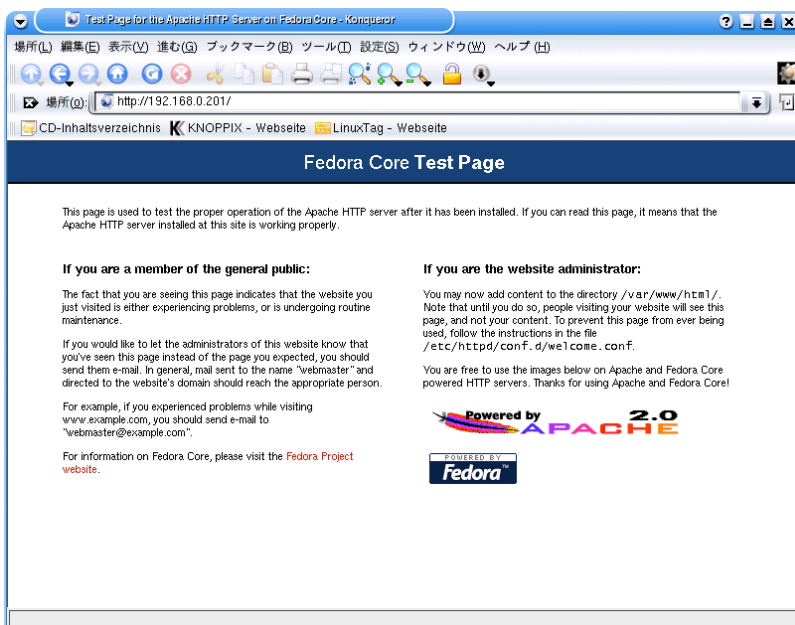 Test Page for the Apache HTTP Server on Fedora Core - Konqueror
場所(L) 編集(E) 表示(V) 進む(G) ブックマーク(B) ツール(T) 設定(S) ウィンドウ(W) ヘルプ(H)
場所(o): http://192.168.0.201/
CD-Inhaltsverzeichnis KNOPPIX - Webseite LinuxTag - Webseite
Fedora Core Test Page
This page is used to test the proper operation of the Apache HTTP server after it has been installed. If you can read this page, it means that the
Apache HTTP server installed at this site is working properly.
If you are a member of the general public:
The fact that you are seeing this page indicates that the website you
just visited is either experiencing problems, or is undergoing routine
maintenance.
If you would like to let the administrators of this website know that
you've seen this page instead of the page you expected, you should
send them e-mail. In general, mail sent to the name "webmaster" and
directed to the website's domain should reach the appropriate person.
For example, if you experienced problems while visiting
www.example.com, you should send e-mail to
"webmaster@example.com".
For information on Fedora Core, please visit the Fedora Project
website.
If you are the website administrator:
You may now add content to the directory /var/www/html/.
Note that until you do so, people visiting your website will see this
page, and not your content. To prevent this page from ever being
used, follow the instructions in the file
/etc/httpd/conf.d/welcome.conf.
You are free to use the images below on Apache and Fedora Core
powered HTTP servers. Thanks for using Apache and Fedora Core!
Powered by 2.0
APACHE
POWERED BY
Fedora™